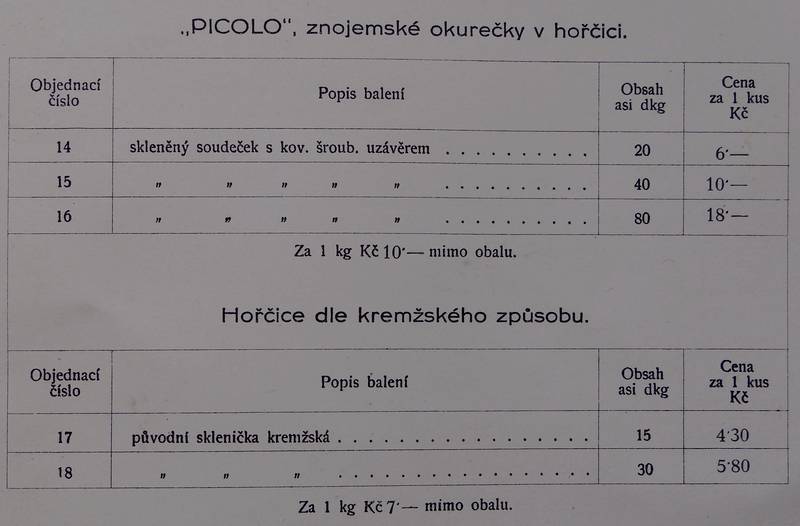 „PICOLO“, znojemské okurečky v hořčici.
Objednací číslo | Popis balení | Obsah asi dkg | Cena za 1 kus Kč
14 | skleněný soudeček s kov. šroub. uzávěrem . . . . . . . . . . | 20 | 6·—
15 | „ „ „ „ „ . . . . . . . . . . | 40 | 10·—
16 | „ „ „ „ „ . . . . . . . . . . | 80 | 18·—
Za 1 kg Kč 10·— mimo obalu.
Hořčice dle kremžského způsobu.
Objednací číslo | Popis balení | Obsah asi dkg | Cena za 1 kus Kč
17 | původní sklenička kremžská . . . . . . . . . . . . . . . . . | 15 | 4·30
18 | „ „ „ . . . . . . . . . . . . . . . . . | 30 | 5·80
Za 1 kg Kč 7·— mimo obalu.